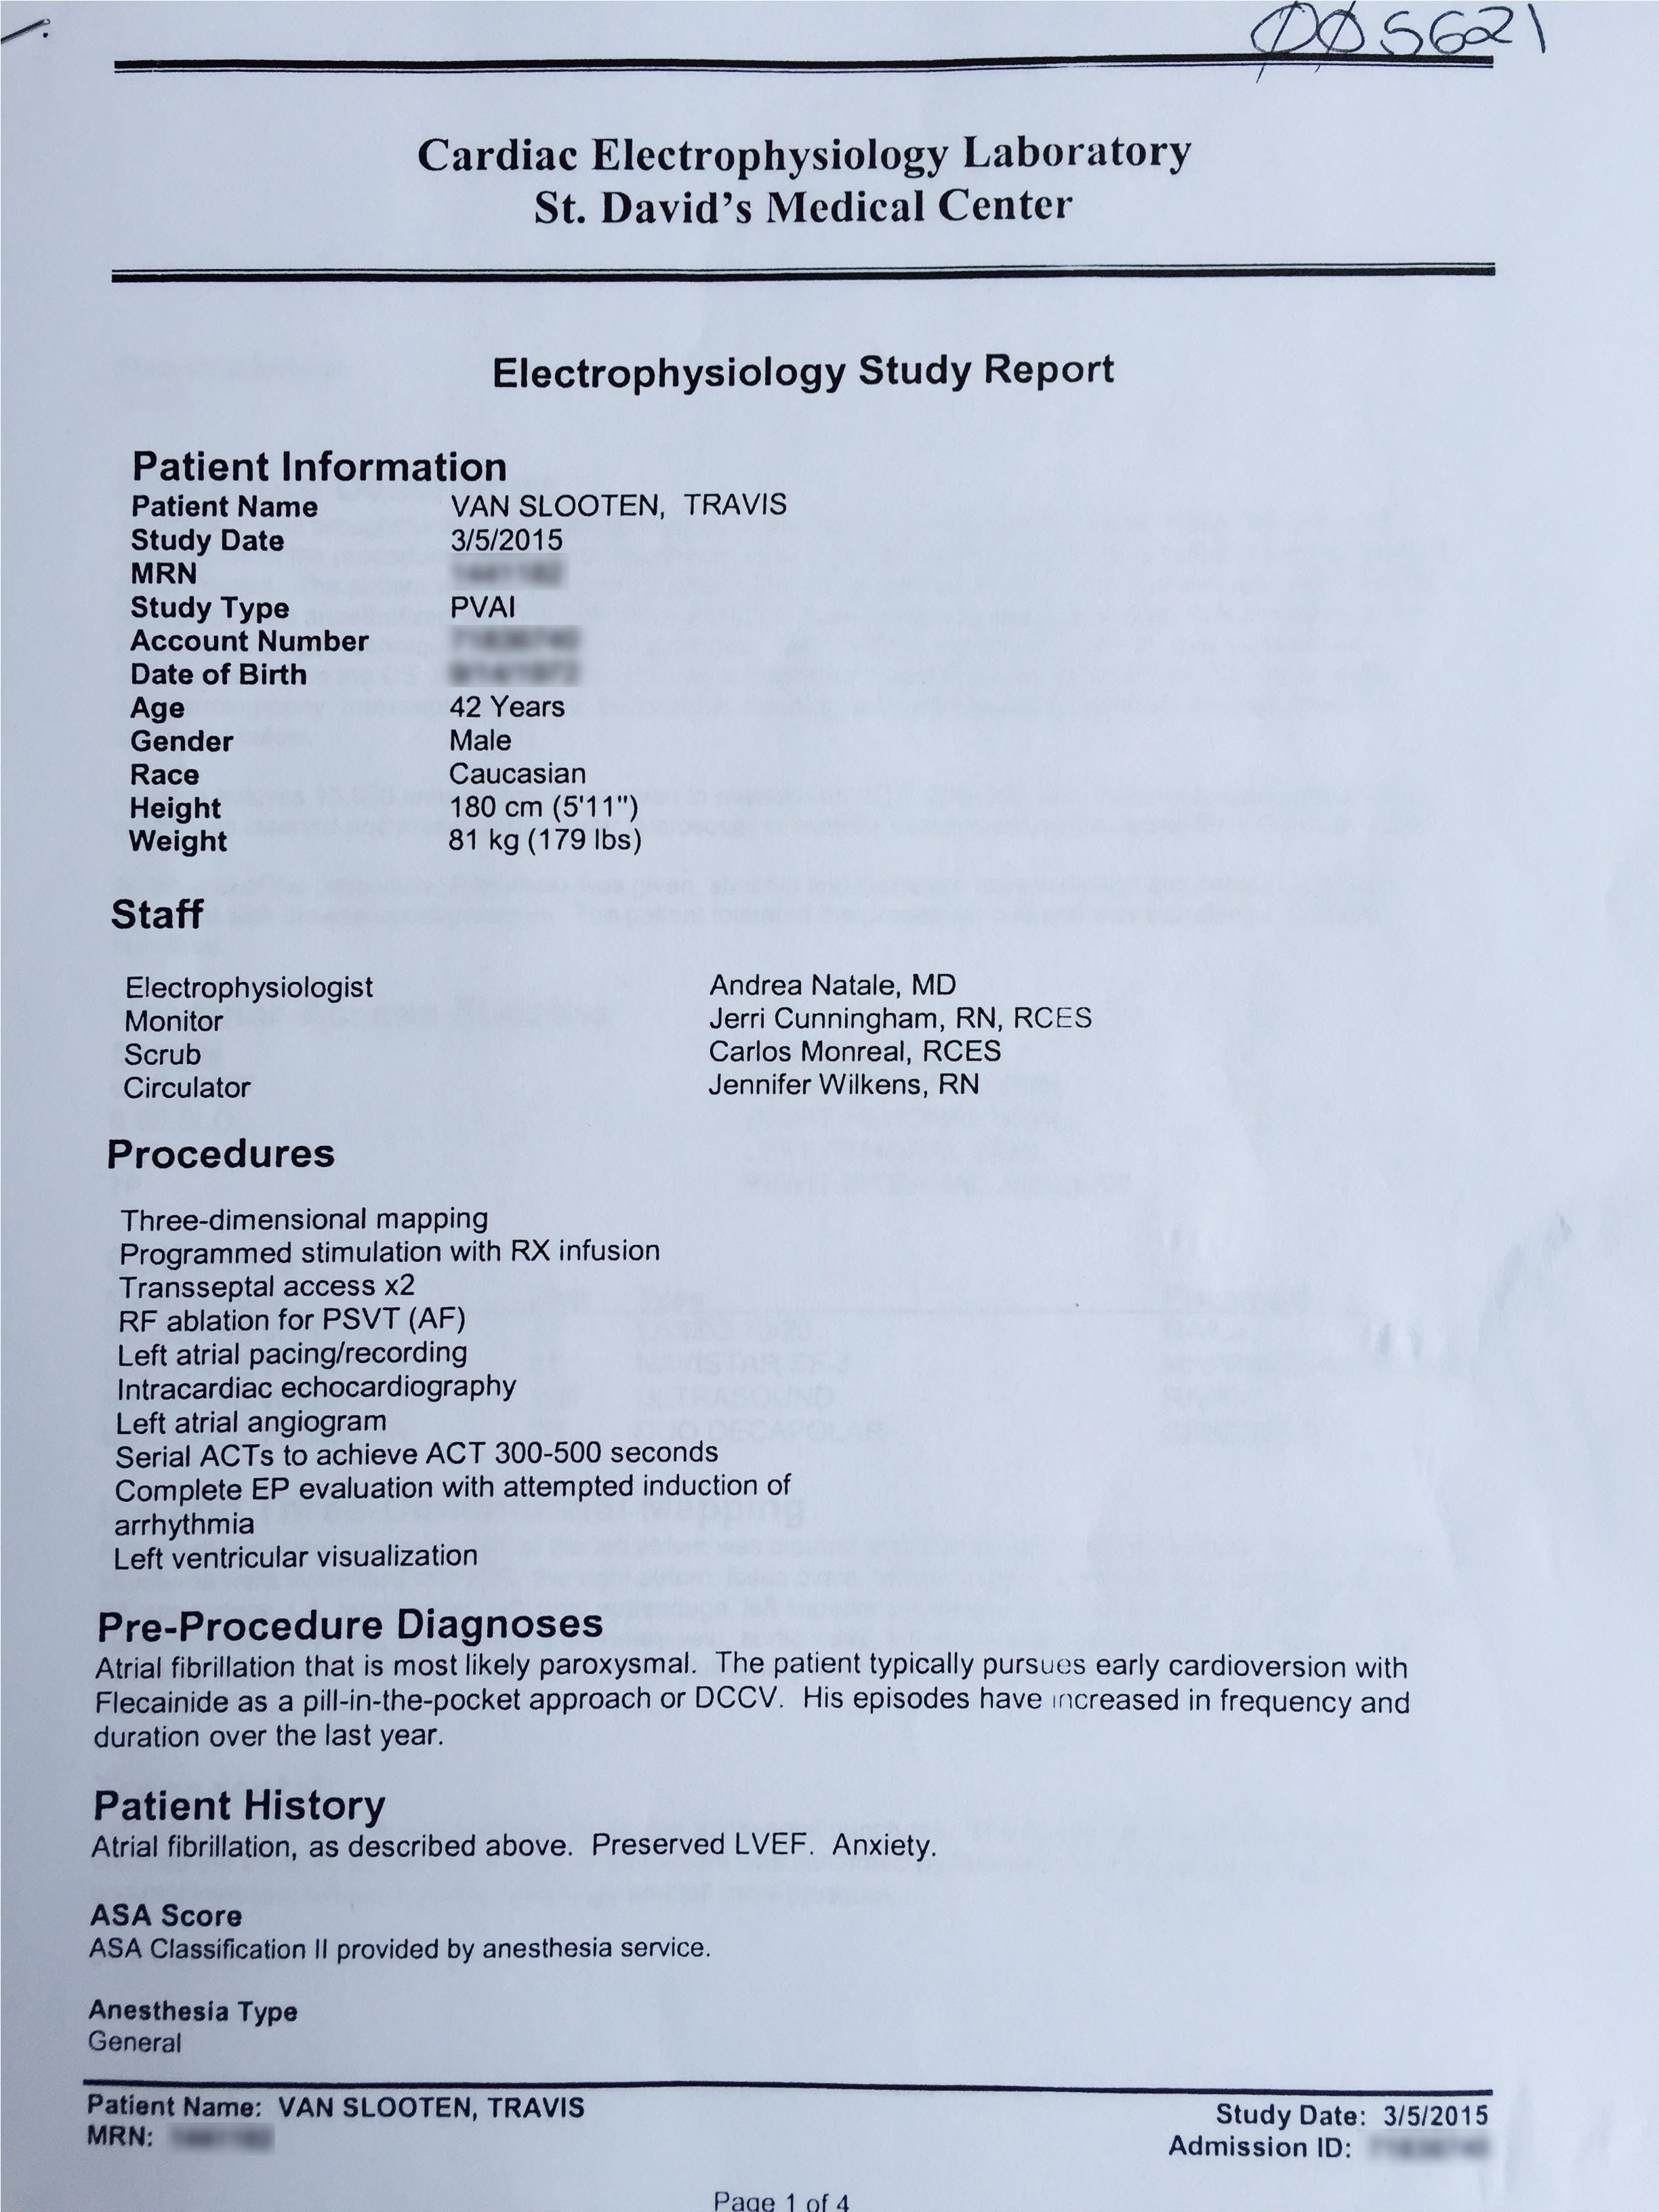 005621
Cardiac Electrophysiology Laboratory
St. David's Medical Center
Electrophysiology Study Report
Patient Information
Patient Name VAN SLOOTEN, TRAVIS
Study Date 3/5/2015
MRN
Study Type PVAI
Account Number
Date of Birth
Age 42 Years
Gender Male
Race Caucasian
Height 180 cm (5'11")
Weight 81 kg (179 lbs)
Staff
Electrophysiologist Andrea Natale, MD
Monitor Jerri Cunningham, RN, RCES
Scrub Carlos Monreal, RCES
Circulator Jennifer Wilkens, RN
Procedures
Three-dimensional mapping
Programmed stimulation with RX infusion
Transseptal access x2
RF ablation for PSVT (AF)
Left atrial pacing/recording
Intracardiac echocardiography
Left atrial angiogram
Serial ACTs to achieve ACT 300-500 seconds
Complete EP evaluation with attempted induction of
arrhythmia
Left ventricular visualization
Pre-Procedure Diagnoses
Atrial fibrillation that is most likely paroxysmal. The patient typically pursues early cardioversion with
Flecainide as a pill-in-the-pocket approach or DCCV. His episodes have increased in frequency and
duration over the last year.
Patient History
Atrial fibrillation, as described above. Preserved LVEF. Anxiety.
ASA Score
ASA Classification II provided by anesthesia service.
Anesthesia Type
General
Patient Name: VAN SLOOTEN, TRAVIS Study Date: 3/5/2015
MRN: Admission ID:
Page 1 of 4